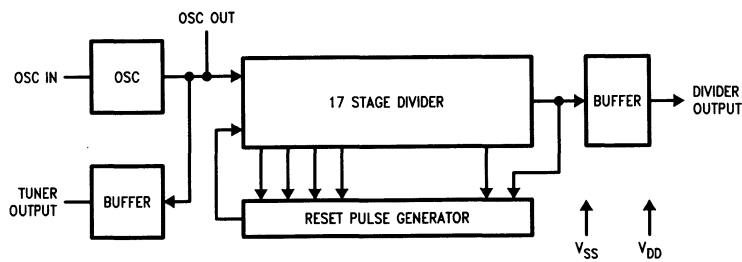 OSC OUT
OSC IN
OSC
17 STAGE DIVIDER
BUFFER
DIVIDER
OUTPUT
TUNER
OUTPUT
BUFFER
RESET PULSE GENERATOR
VSS
VDD